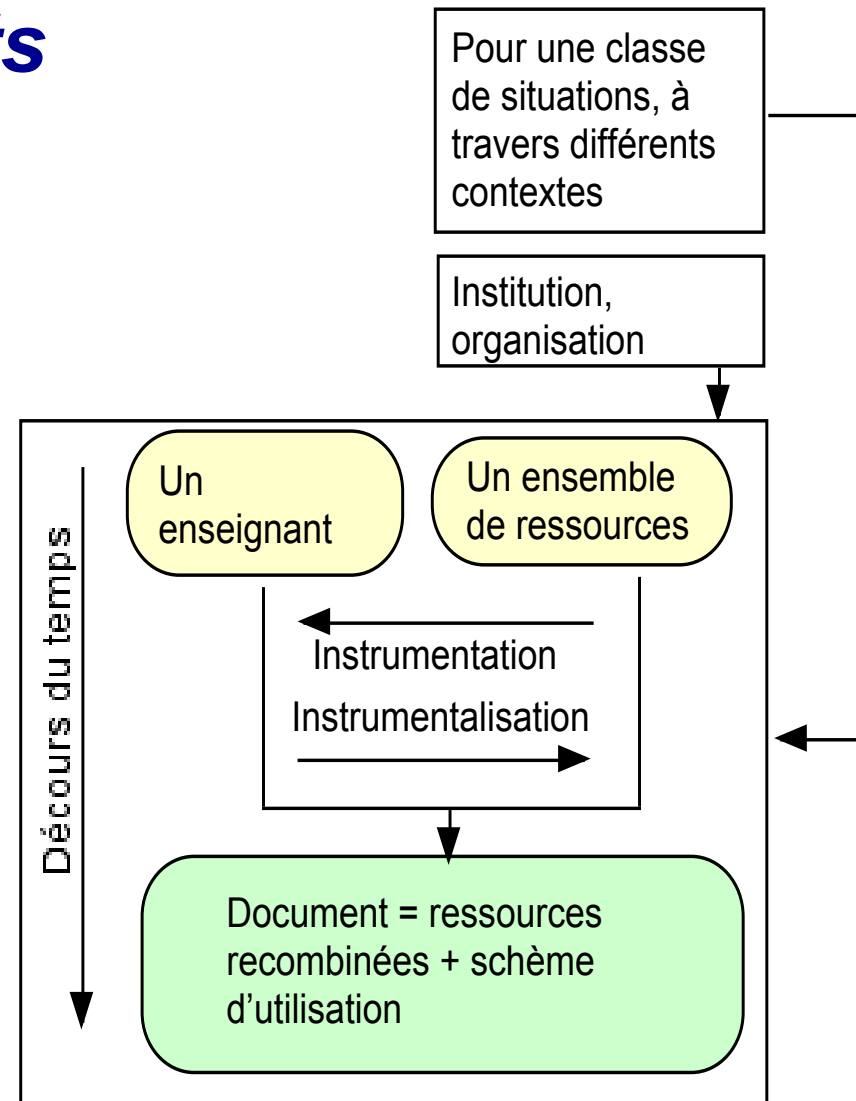 ts
Pour une classe
de situations, à
travers différents
contextes
Institution,
organisation
Un
enseignant
Un ensemble
de ressources
Décours du temps
Instrumentation
Instrumentalisation
Document = ressources
recombinées + schème
d’utilisation